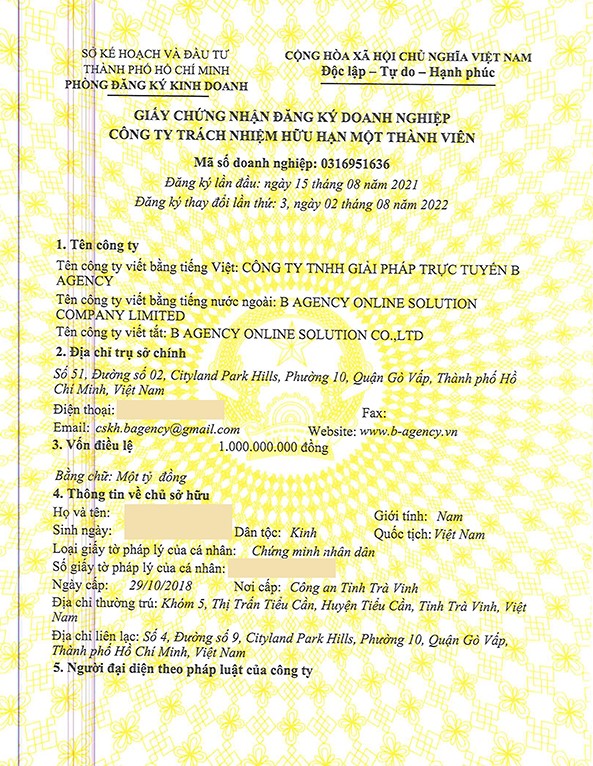 SỞ KẾ HOẠCH VÀ ĐẦU TƯ
THÀNH PHỐ HỒ CHÍ MINH
PHÒNG ĐĂNG KÝ KINH DOANH
CỘNG HÒA XÃ HỘI CHỦ NGHĨA VIỆT NAM
Độc lập – Tự do – Hạnh phúc
GIẤY CHỨNG NHẬN ĐĂNG KÝ DOANH NGHIỆP
CÔNG TY TRÁCH NHIỆM HỮU HẠN MỘT THÀNH VIÊN
Mã số doanh nghiệp: 0316951636
Đăng ký lần đầu: ngày 15 tháng 08 năm 2021
Đăng ký thay đổi lần thứ: 3, ngày 02 tháng 08 năm 2022
1. Tên công ty
Tên công ty viết bằng tiếng Việt: CÔNG TY TNHH GIẢI PHÁP TRỰC TUYẾN B
AGENCY
Tên công ty viết bằng tiếng nước ngoài: B AGENCY ONLINE SOLUTION
COMPANY LIMITED
Tên công ty viết tắt: B AGENCY ONLINE SOLUTION CO.,LTD
2. Địa chỉ trụ sở chính
Số 51, Đường số 02, Cityland Park Hills, Phường 10, Quận Gò Vấp, Thành phố Hồ
Chí Minh, Việt Nam
Điện thoại: Fax:
Email: cskh.bagency@gmail.com Website: www.b-agency.vn
3. Vốn điều lệ 1.000.000.000 đồng
Bằng chữ: Một tỷ đồng
4. Thông tin về chủ sở hữu
Họ và tên: Giới tính: Nam
Sinh ngày: Dân tộc: Kinh Quốc tịch: Việt Nam
Loại giấy tờ pháp lý của cá nhân: Chứng minh nhân dân
Số giấy tờ pháp lý của cá nhân:
Ngày cấp: 29/10/2018 Nơi cấp: Công an Tỉnh Trà Vinh
Địa chỉ thường trú: Khóm 5, Thị Trấn Tiểu Cần, Huyện Tiểu Cần, Tỉnh Trà Vinh, Việt
Nam
Địa chỉ liên lạc: Số 4, Đường số 9, Cityland Park Hills, Phường 10, Quận Gò Vấp,
Thành phố Hồ Chí Minh, Việt Nam
5. Người đại diện theo pháp luật của công ty